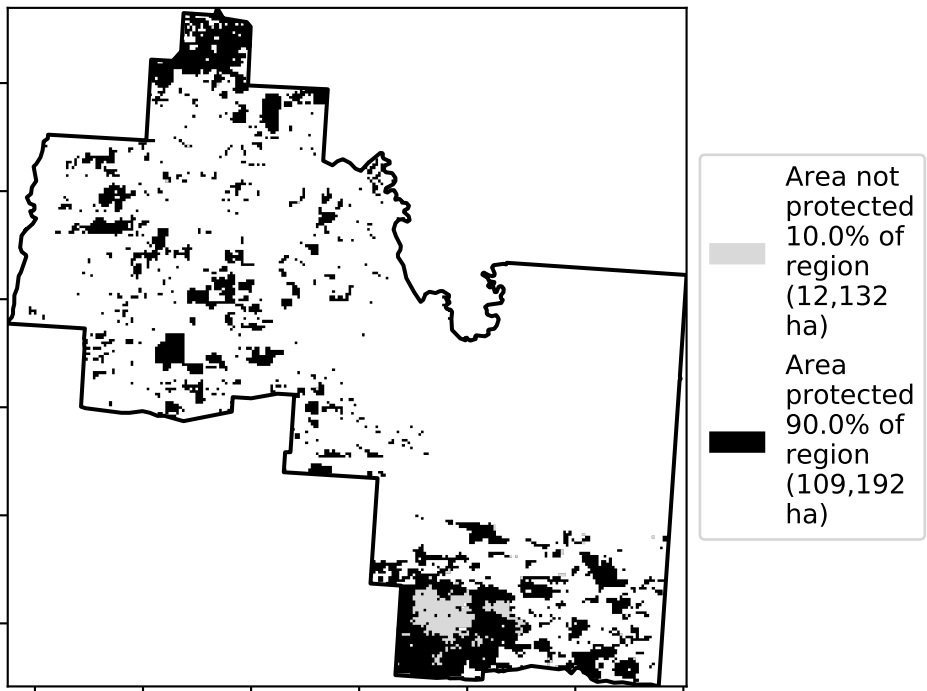 Area not
protected
10.0% of
region
(12,132
ha)
Area
protected
90.0% of
region
(109,192
ha)